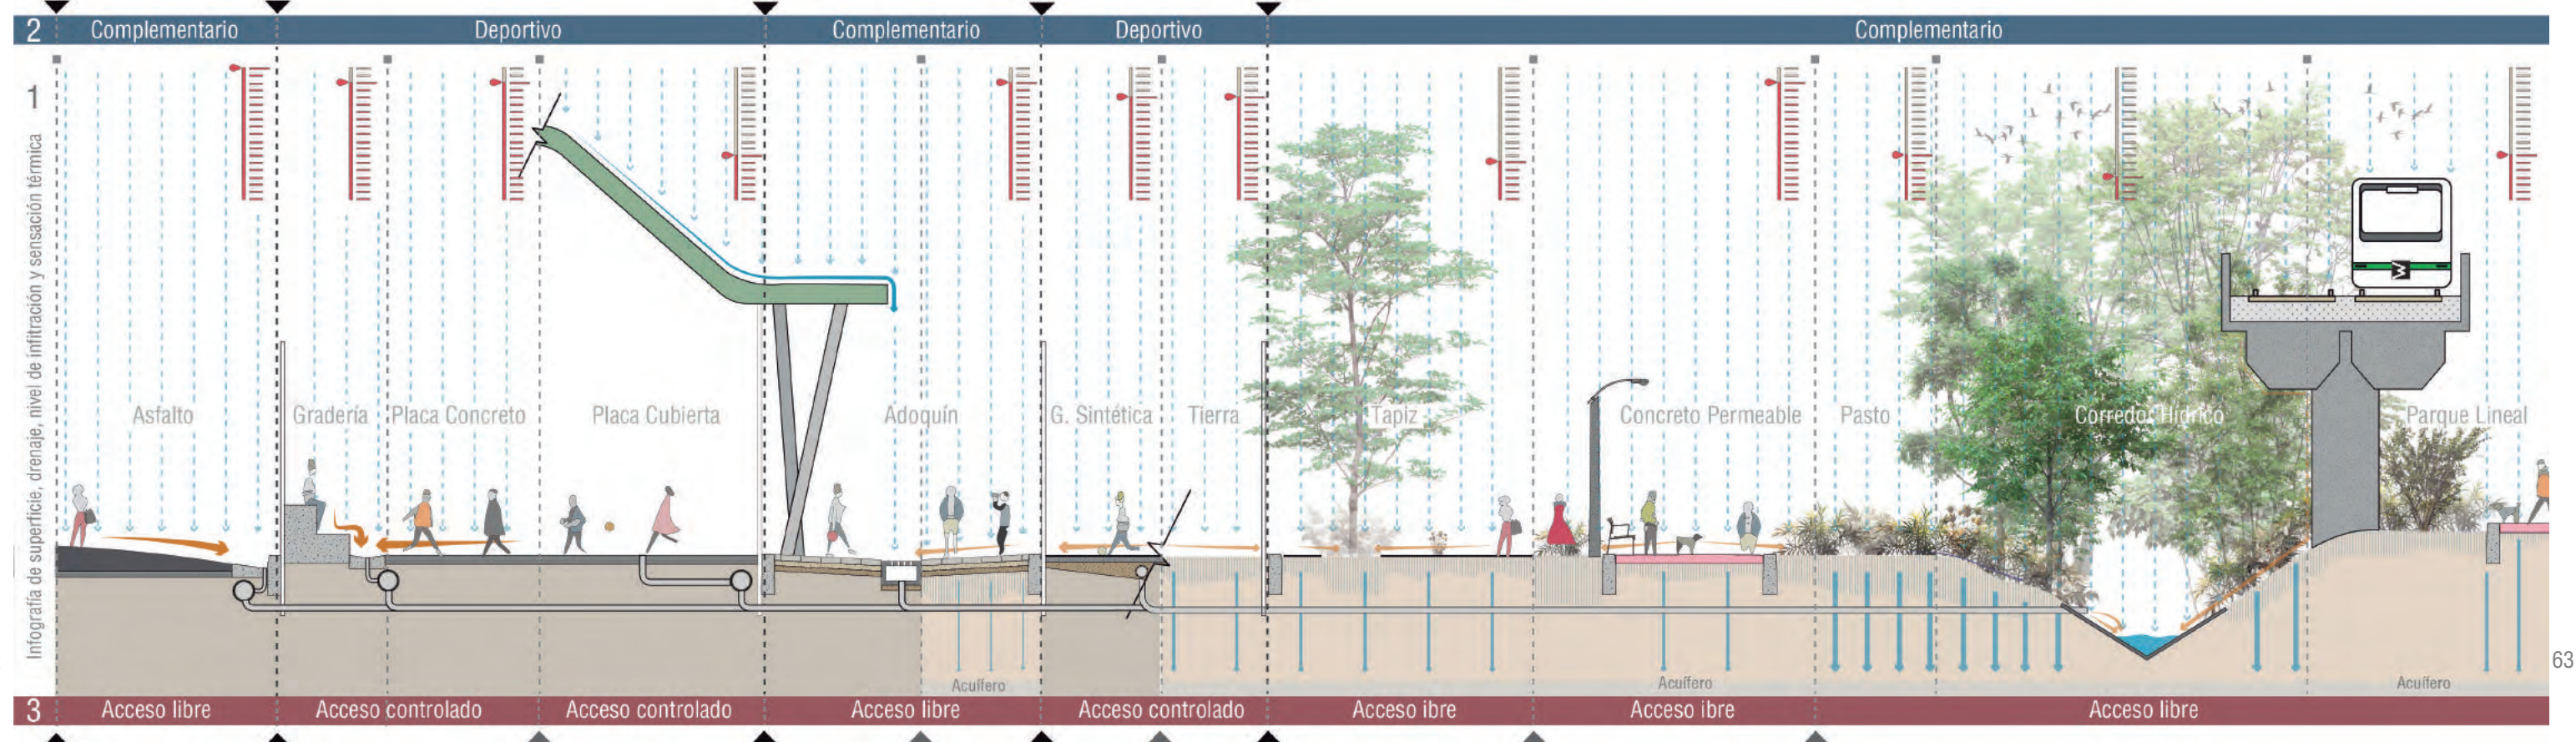 2 Complementario Deportivo Complementario Deportivo Complementario
1
Infografía de superficie, drenaje, nivel de infiltración y sensación térmica
Asfalto Gradería Placa Concreto Placa Cubierta Adoquín G. Sintética Tierra Tapiz Concreto Permeable Pasto Corredor Hídrico Parque Lineal
63
Acuífero Acuífero Acuífero
3 Acceso libre Acceso controlado Acceso controlado Acceso libre Acceso controlado Acceso ibre Acceso ibre Acceso libre